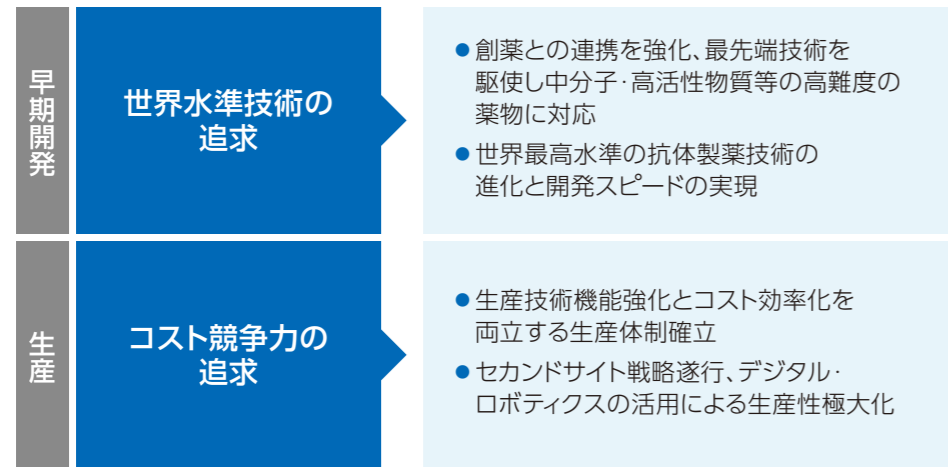 早期開発
世界水準技術の
追求
●創薬との連携を強化、最先端技術を
駆使し中分子・高活性物質等の高難度の
薬物に対応
●世界最高水準の抗体製薬技術の
進化と開発スピードの実現
生産
コスト競争力の
追求
●生産技術機能強化とコスト効率化を
両立する生産体制確立
●セカンドサイト戦略遂行、デジタル・
ロボティクスの活用による生産性極大化